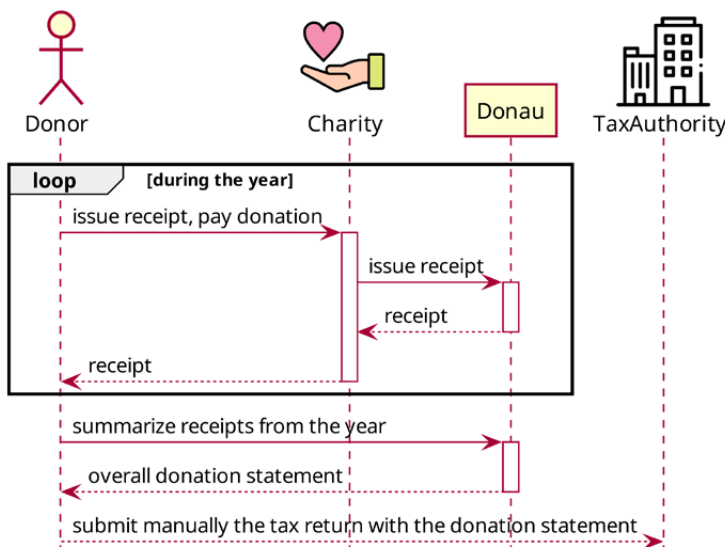 Donor
Charity
Donau
TaxAuthority
loop [during the year]
issue receipt, pay donation
issue receipt
receipt
receipt
summarize receipts from the year
overall donation statement
submit manually the tax return with the donation statement